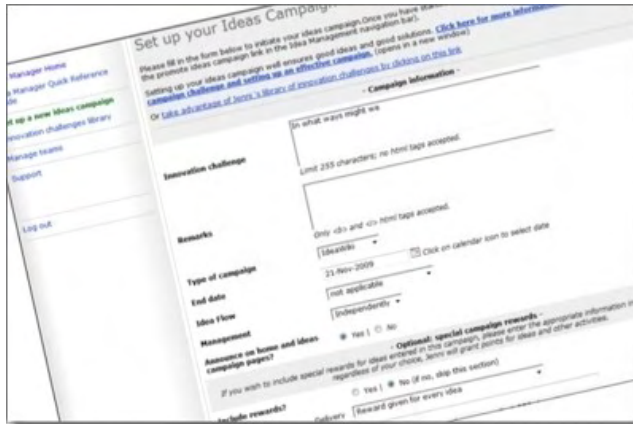 Set up your Ideas Campaign
Please fill in the form below to initiate your ideas campaign.Once you have
the promote ideas campaign link in the Idea Management navigation bar).
Setting up your ideas campaign well ensures good ideas and good solutions. Click here for more
campaign challenge and setting up an effective campaign. (opens in a new window)
Or take advantage of Jenni's library of innovation challenges by clicking on this link
Manager Home
Manager Quick Reference
set up a new ideas campaign
innovation challenges library
Manage teams
Support
Log out
- Campaign information -
Innovation challenge
In what ways might we
Limit 255 characters; no html tags accepted.
Remarks
Only <b> and <i> html tags accepted.
Type of campaign
IdeaWiki
End date
21-Nov-2009
Click on calendar icon to select date
Idea Flow
not applicable
Management
Independently
Announce on home and ideas
campaign pages?
Yes | No
- Optional: special campaign rewards -
If you wish to include special rewards for ideas entered in this campaign, please enter the appropriate information
regardless of your choice, Jenni will grant points for ideas and other activities.
Include rewards?
Yes | No (if no, skip this section)
Delivery
Reward given for every idea